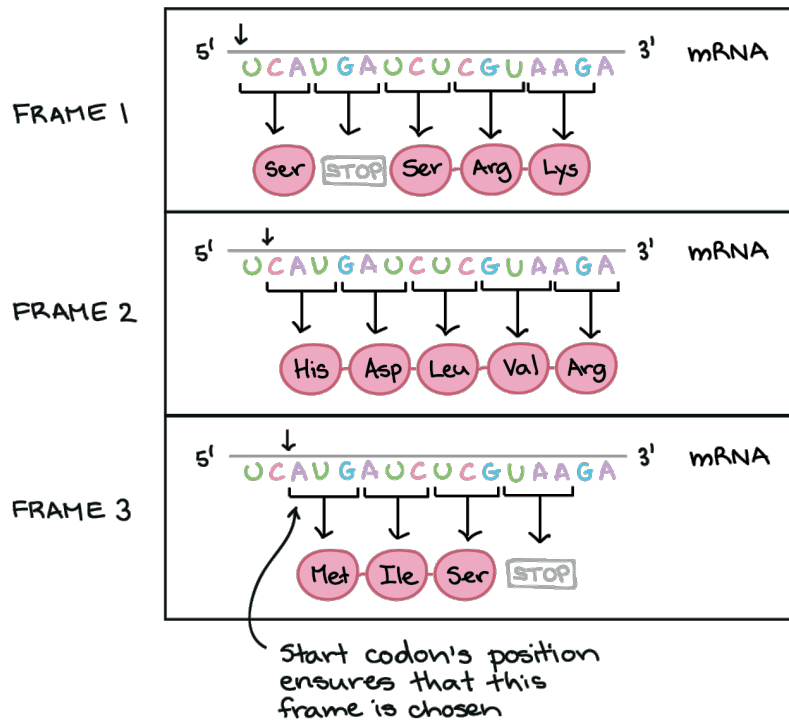 5' 3' mRNA
UCAUGAUCUCGUAAGA
FRAME 1
Ser STOP Ser Arg Lys
5' 3' mRNA
UCAUGAUCUCGUAAGA
FRAME 2
His Asp Leu Val Arg
5' 3' mRNA
UCAUGAUCUCGUAAGA
FRAME 3
Met Ile Ser STOP
Start codon's position
ensures that this
frame is chosen